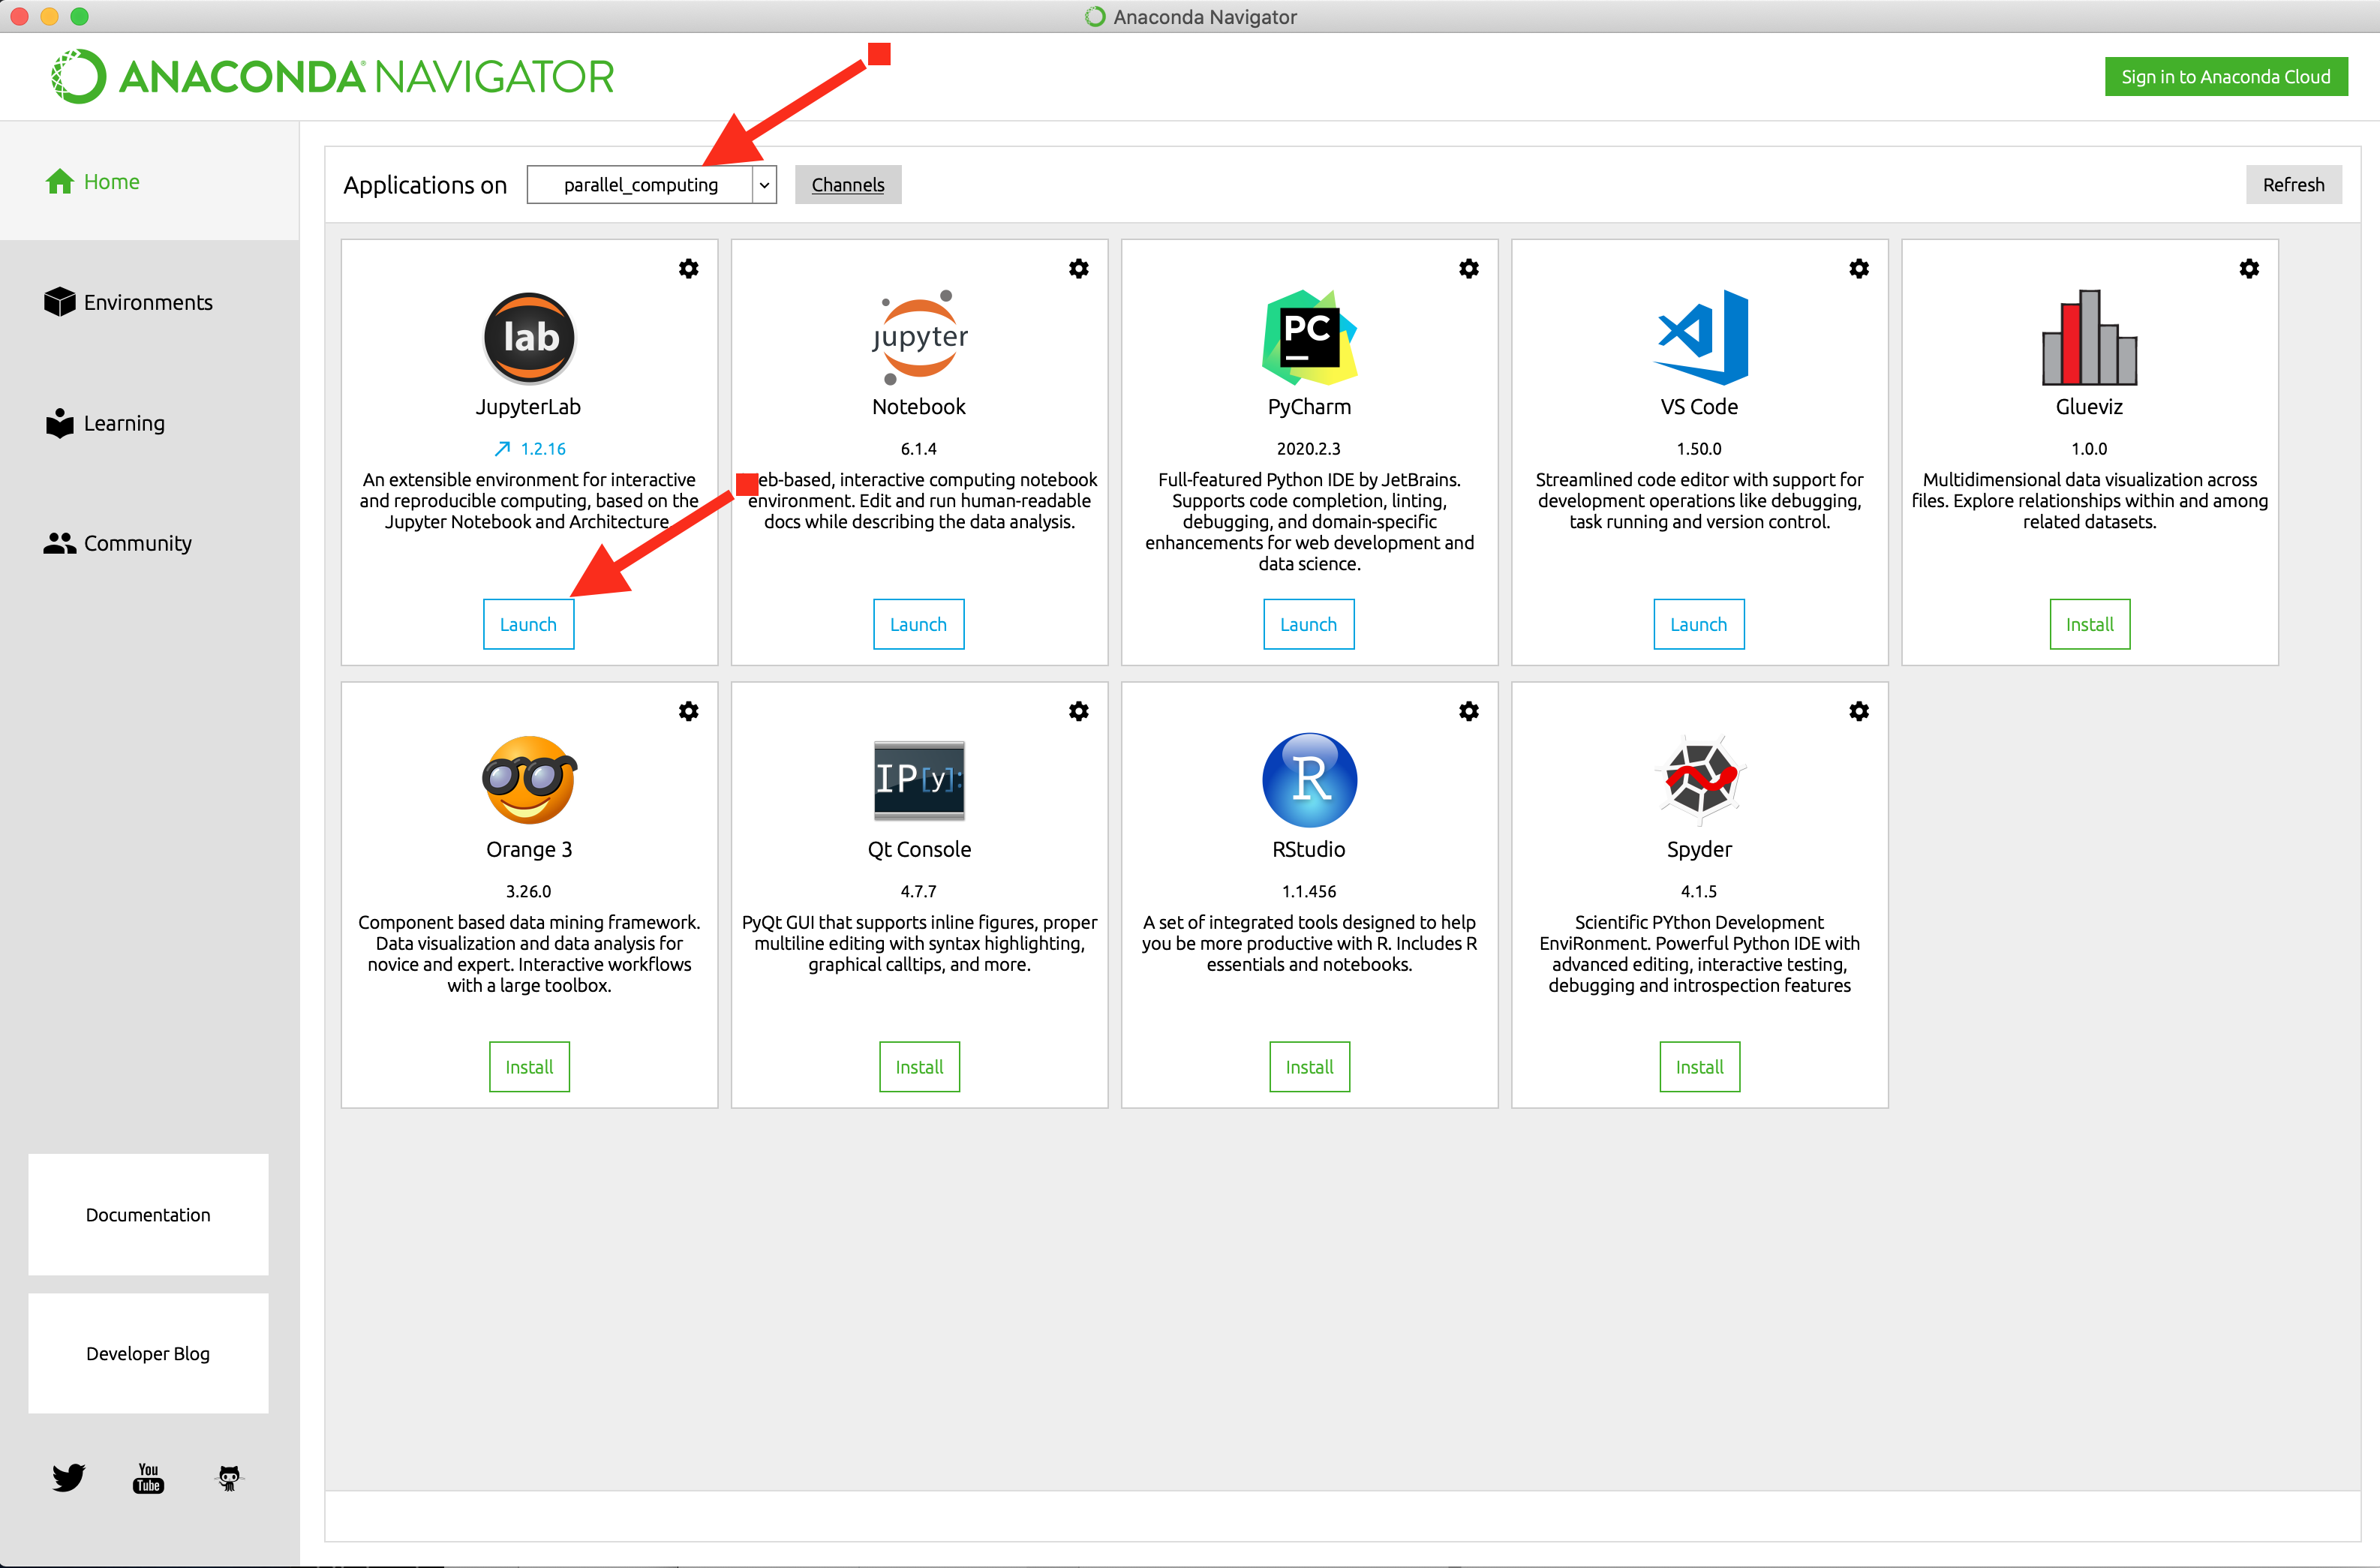 Anaconda Navigator
ANACONDA NAVIGATOR
Sign in to Anaconda Cloud
Home
Environments
Learning
Community
Documentation
Developer Blog
You
Tube
Applications on
parallel_computing
Channels
Refresh
lab
JupyterLab
1.2.16
An extensible environment for interactive
and reproducible computing, based on the
Jupyter Notebook and Architecture.
Launch
jupyter
Notebook
6.1.4
eb-based, interactive computing notebook
environment. Edit and run human-readable
docs while describing the data analysis.
Launch
PC
PyCharm
2020.2.3
Full-featured Python IDE by JetBrains.
Supports code completion, linting,
debugging, and domain-specific
enhancements for web development and
data science.
Launch
VS Code
1.50.0
Streamlined code editor with support for
development operations like debugging,
task running and version control.
Launch
Glueviz
1.0.0
Multidimensional data visualization across
files. Explore relationships within and among
related datasets.
Install
Orange 3
3.26.0
Component based data mining framework.
Data visualization and data analysis for
novice and expert. Interactive workflows
with a large toolbox.
Install
IP[y]:
Qt Console
4.7.7
PyQt GUI that supports inline figures, proper
multiline editing with syntax highlighting,
graphical calltips, and more.
Install
R
RStudio
1.1.456
A set of integrated tools designed to help
you be more productive with R. Includes R
essentials and notebooks.
Install
Spyder
4.1.5
Scientific PYthon Development
EnviRonment. Powerful Python IDE with
advanced editing, interactive testing,
debugging and introspection features
Install